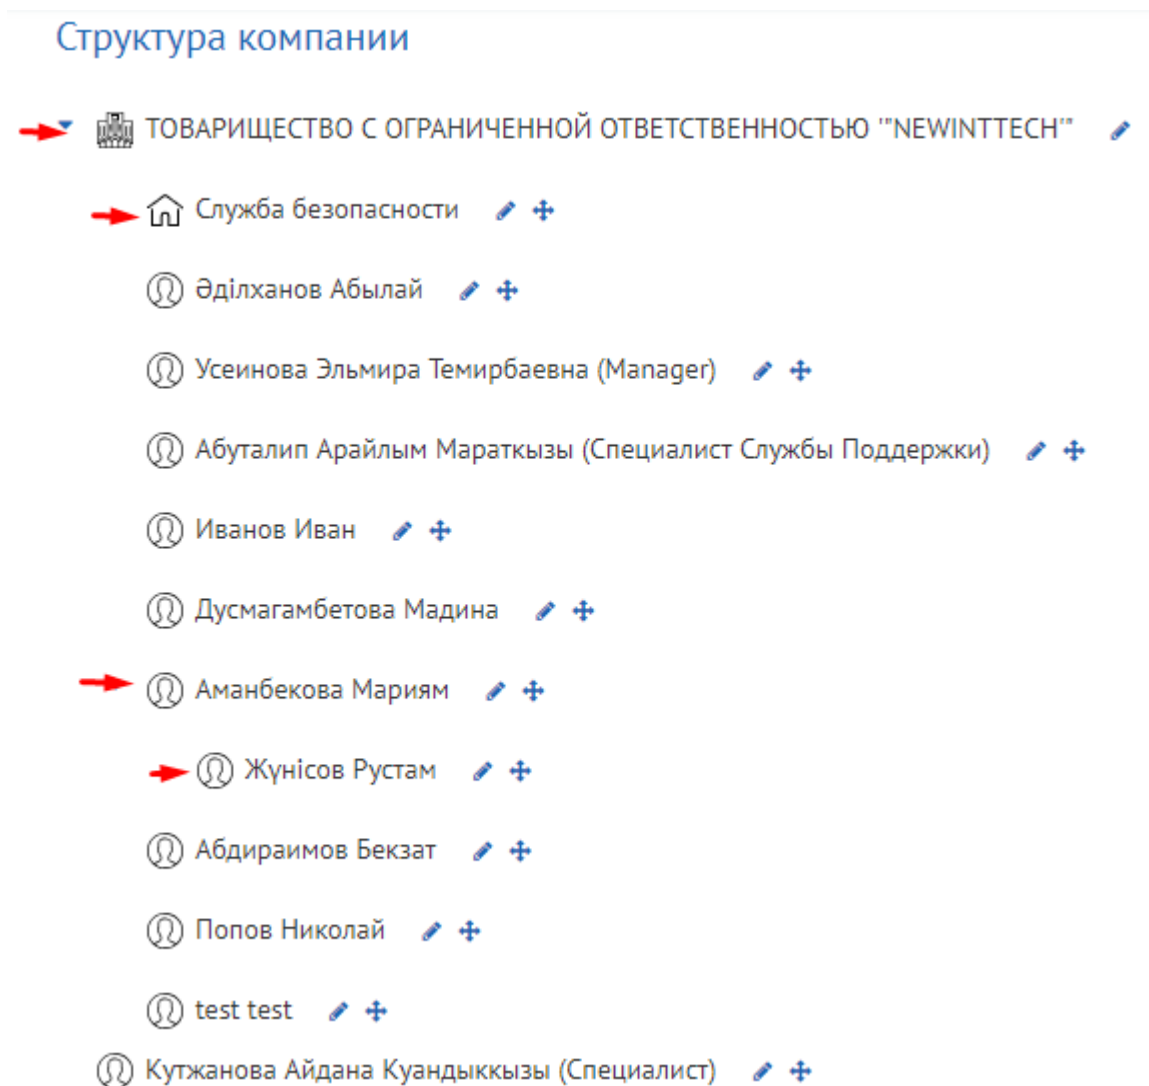 Структура компании
ТОВАРИЩЕСТВО С ОГРАНИЧЕННОЙ ОТВЕТСТВЕННОСТЬЮ '"NEWINTTECH"'
Служба безопасности
Әділханов Абылай
Усеинова Эльмира Темирбаевна (Manager)
Абуталип Арайлым Мараткызы (Специалист Службы Поддержки)
Иванов Иван
Дусмагамбетова Мадина
Аманбекова Мариям
Жүнісов Рустам
Абдираимов Бекзат
Попов Николай
test test
Кутжанова Айдана Куандыккызы (Специалист)